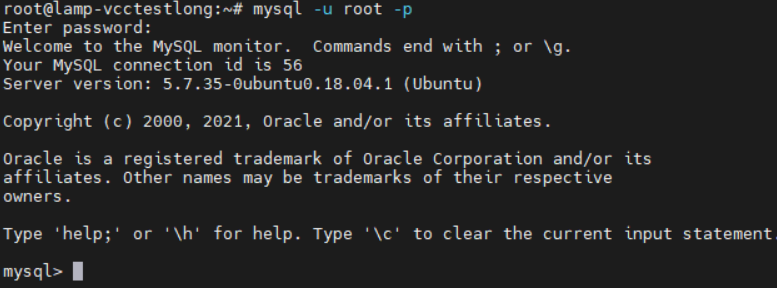 root@lamp-vcctestlong:~# mysql -u root -p
Enter password:
Welcome to the MySQL monitor.  Commands end with ; or \g.
Your MySQL connection id is 56
Server version: 5.7.35-0ubuntu0.18.04.1 (Ubuntu)
Copyright (c) 2000, 2021, Oracle and/or its affiliates.
Oracle is a registered trademark of Oracle Corporation and/or its
affiliates. Other names may be trademarks of their respective
owners.
Type 'help;' or '\h' for help. Type '\c' to clear the current input statement.
mysql>